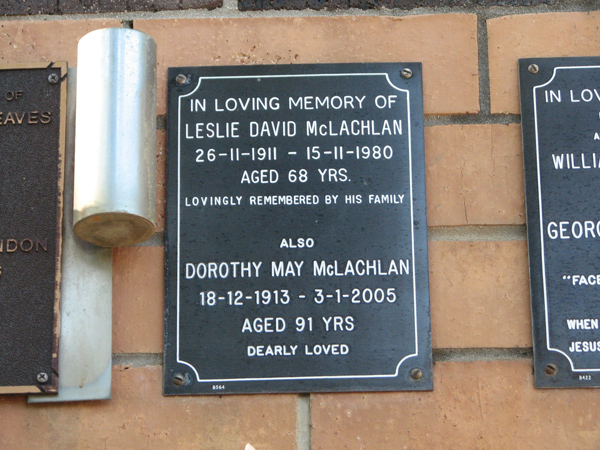 OF
EAVES
NDON
IN LOVING MEMORY OF
LESLIE DAVID McLACHLAN
26-11-1911 - 15-11-1980
AGED 68 YRS.
LOVINGLY REMEMBERED BY HIS FAMILY
ALSO
DOROTHY MAY McLACHLAN
18-12-1913 - 3-1-2005
AGED 91 YRS
DEARLY LOVED
B564
IN LOV
WILLIA
GEORG
"FACE
WHEN
JESUS
B422